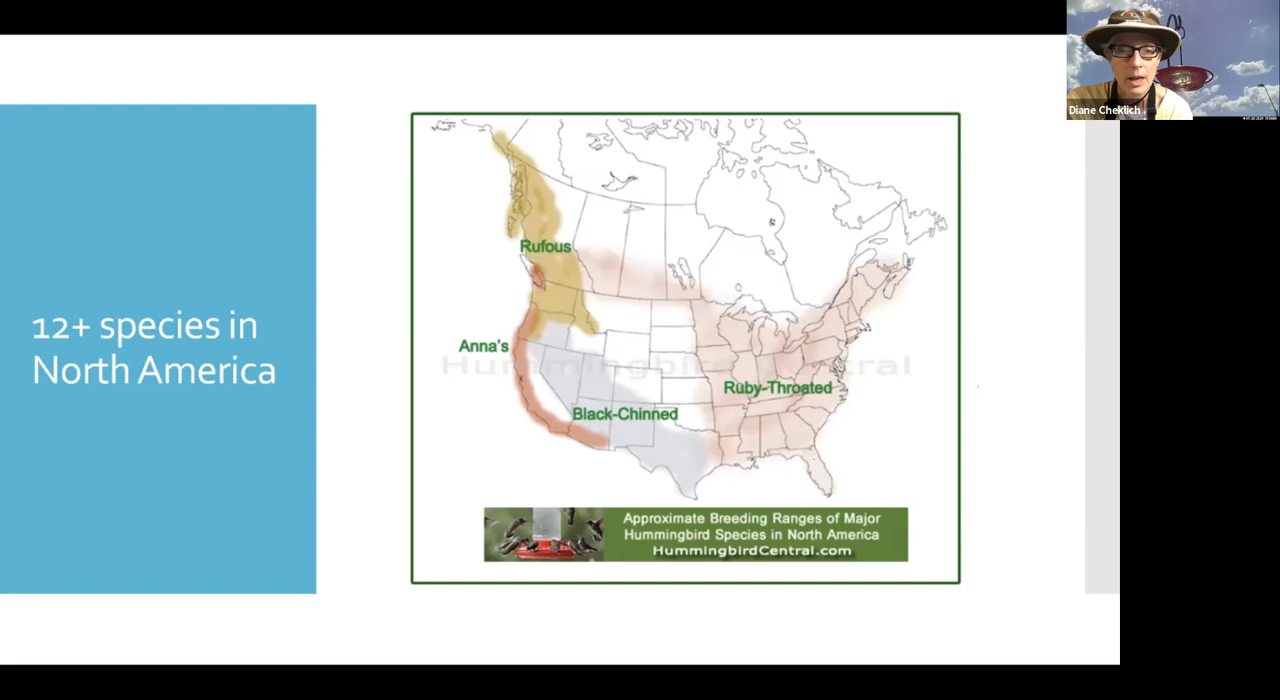 Diane Cheklich
12+ species in
North America
Rufous
Anna's
Hummingbird Central
Ruby-Throated
Black-Chinned
Approximate Breeding Ranges of Major
Hummingbird Species in North America
HummingbirdCentral.com